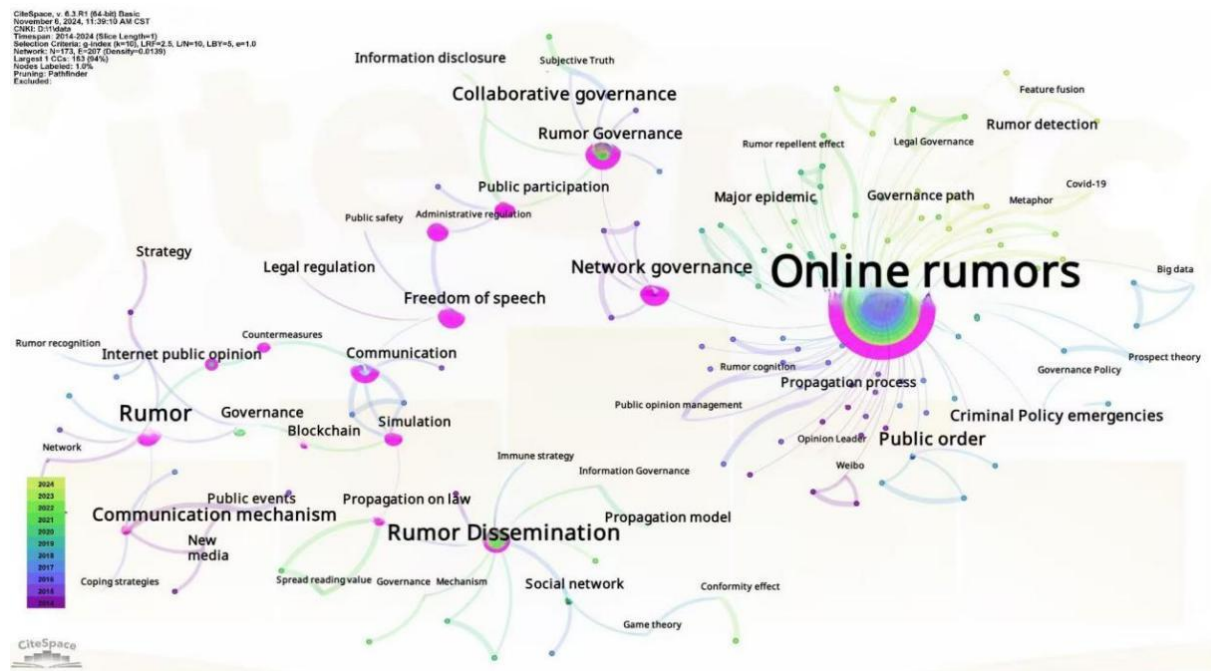 CiteSpace, v. 6.3.R1 (64-bit) Basic
November 6, 2024, 11:39:10 AM CST
CNKI: D:\1\data
Timespan: 2014-2024 (Slice Length=1)
Selection Criteria: g-index (k=10), LRF=2.5, L/N=10, LBY=5, e=1.0
Network: N=173, E=207 (Density=0.0139)
Largest 1 CCs: 163 (94%)
Nodes Labeled: 1.0%
Pruning: Pathfinder
Excluded:
Information disclosure
Subjective Truth
Collaborative governance
Rumor Governance
Feature fusion
Rumor detection
Rumor repellent effect
Legal Governance
Public participation
Major epidemic
Governance path
Covid-19
Metaphor
Public safety
Administrative regulation
Strategy
Legal regulation
Network governance
Online rumors
Big data
Freedom of speech
Rumor recognition
Countermeasures
Internet public opinion
Communication
Rumor cognition
Propagation process
Prospect theory
Governance Policy
Rumor
Governance
Blockchain
Simulation
Public opinion management
Criminal Policy emergencies
Opinion Leader
Public order
Network
Immune strategy
Information Governance
Weibo
Public events
Propagation on law
Communication mechanism
Propagation model
Rumor Dissemination
New
media
Coping strategies
Spread reading value
Governance Mechanism
Social network
Conformity effect
Game theory
2024
2023
2022
2021
2020
2019
2018
2017
2016
2015
2014
CiteSpace